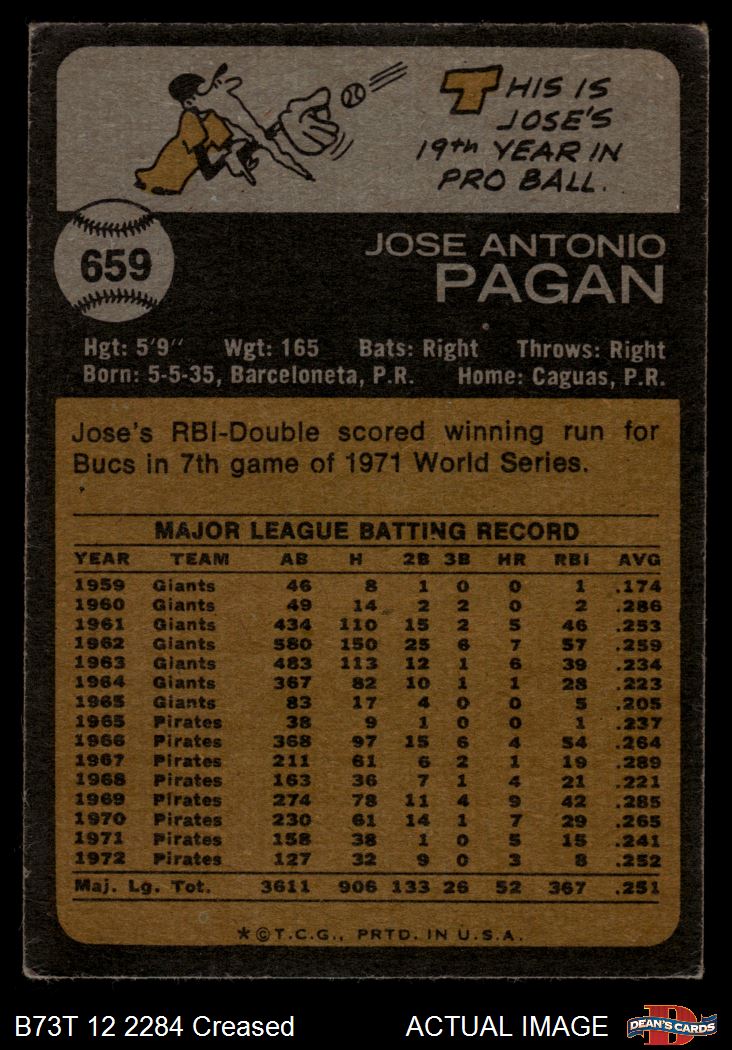 THIS IS
JOSE'S
19th YEAR IN
PRO BALL.
659
JOSE ANTONIO
PAGAN
Hgt: 5'9" Wgt: 165 Bats: Right Throws: Right
Born: 5-5-35, Barceloneta, P.R. Home: Caguas, P.R.
Jose's RBI-Double scored winning run for
Bucs in 7th game of 1971 World Series.
MAJOR LEAGUE BATTING RECORD
YEAR TEAM AB H 2B 3B HR RBI AVG
1959 Giants 46 8 1 0 0 1 .174
1960 Giants 49 14 2 2 0 2 .286
1961 Giants 434 110 15 2 5 46 .253
1962 Giants 580 150 25 6 7 57 .259
1963 Giants 483 113 12 1 6 39 .234
1964 Giants 367 82 10 1 1 28 .223
1965 Giants 83 17 4 0 0 5 .205
1965 Pirates 38 9 1 0 0 1 .237
1966 Pirates 368 97 15 6 4 54 .264
1967 Pirates 211 61 6 2 1 19 .289
1968 Pirates 163 36 7 1 4 21 .221
1969 Pirates 274 78 11 4 9 42 .285
1970 Pirates 230 61 14 1 7 29 .265
1971 Pirates 158 38 1 0 5 15 .241
1972 Pirates 127 32 9 0 3 8 .252
Maj. Lg. Tot. 3611 906 133 26 52 367 .251
*©T.C.G., PRTD. IN U.S.A.
B73T 12 2284 Creased ACTUAL IMAGE DEAN'S CARDS